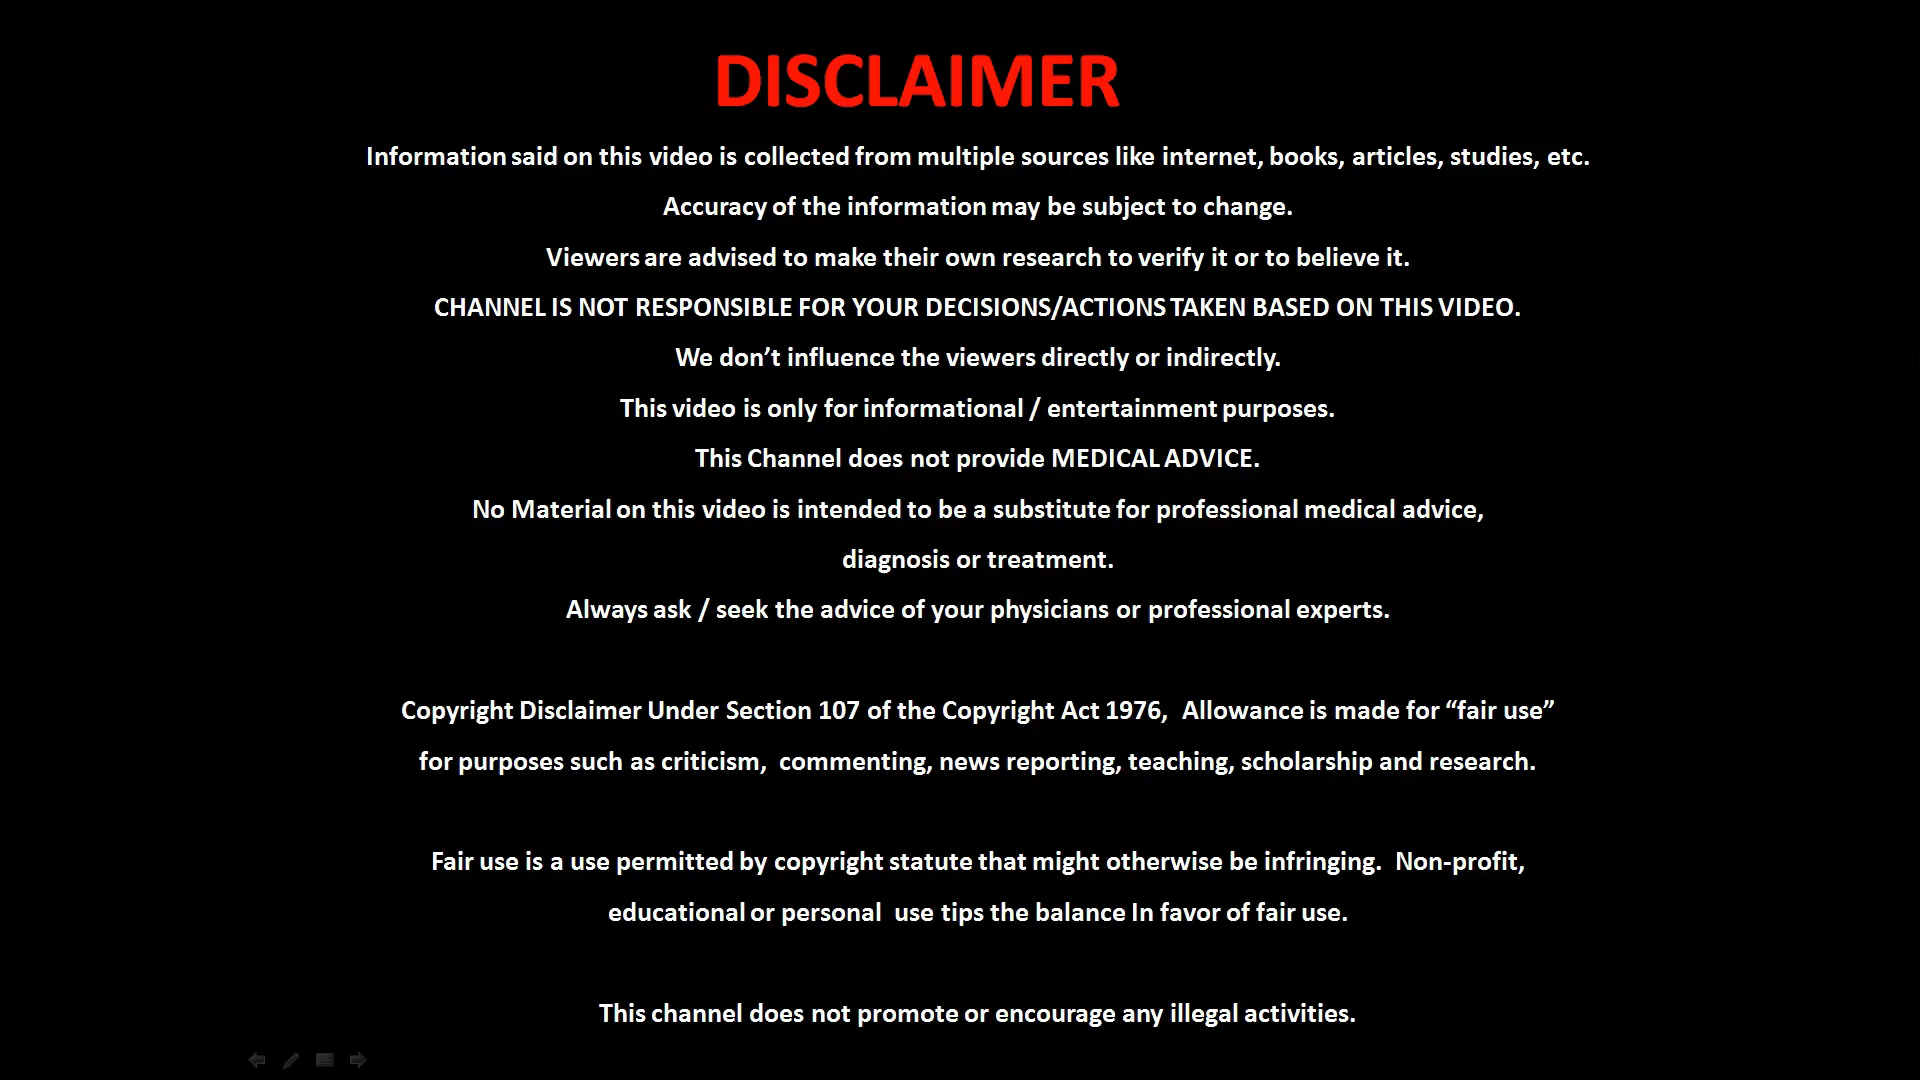 DISCLAIMER
Information said on this video is collected from multiple sources like internet, books, articles, studies, etc.
Accuracy of the information may be subject to change.
Viewers are advised to make their own research to verify it or to believe it.
CHANNEL IS NOT RESPONSIBLE FOR YOUR DECISIONS/ACTIONS TAKEN BASED ON THIS VIDEO.
We don’t influence the viewers directly or indirectly.
This video is only for informational / entertainment purposes.
This Channel does not provide MEDICAL ADVICE.
No Material on this video is intended to be a substitute for professional medical advice,
diagnosis or treatment.
Always ask / seek the advice of your physicians or professional experts.
Copyright Disclaimer Under Section 107 of the Copyright Act 1976,  Allowance is made for “fair use”
for purposes such as criticism,  commenting, news reporting, teaching, scholarship and research.
Fair use is a use permitted by copyright statute that might otherwise be infringing.  Non-profit,
educational or personal  use tips the balance In favor of fair use.
This channel does not promote or encourage any illegal activities.